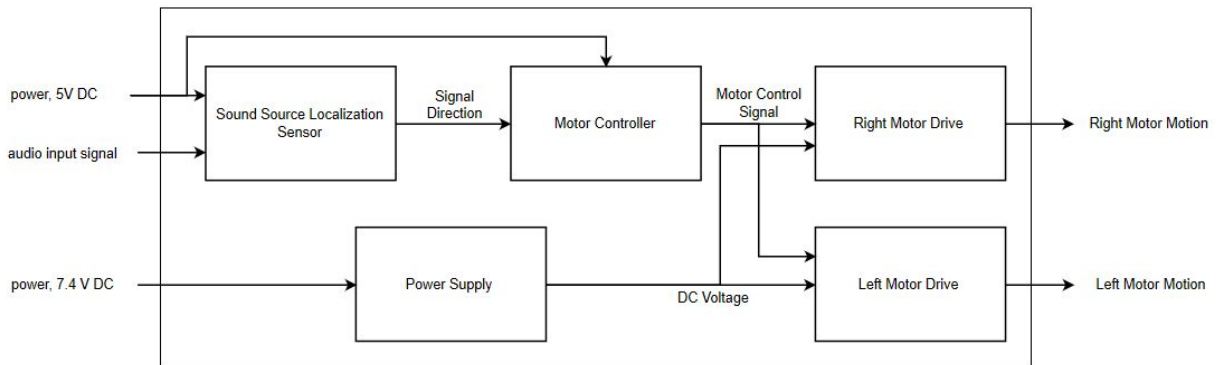 power, 5V DC
audio input signal
power, 7.4 V DC
Sound Source Localization
Sensor
Signal
Direction
Motor Controller
Motor Control
Signal
Right Motor Drive
Right Motor Motion
Power Supply
DC Voltage
Left Motor Drive
Left Motor Motion